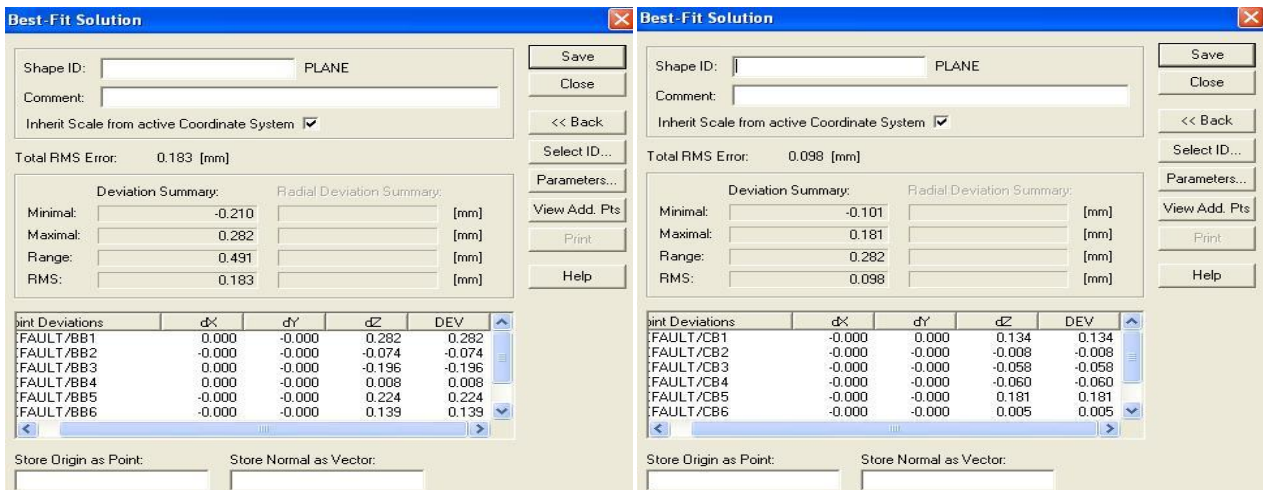 Best-Fit Solution
Shape ID: PLANE
Comment:
Inherit Scale from active Coordinate System
Total RMS Error: 0.183 [mm]
Deviation Summary: Radial Deviation Summary:
Minimal: -0.210 [mm]
Maximal: 0.282 [mm]
Range: 0.491 [mm]
RMS: 0.183 [mm]
Save
Close
<< Back
Select ID...
Parameters...
View Add. Pts
Print
Help
oint Deviations dX dY dZ DEV
:FAULT/BB1 0.000 -0.000 0.282 0.282
:FAULT/BB2 -0.000 -0.000 -0.074 -0.074
:FAULT/BB3 0.000 -0.000 -0.196 -0.196
:FAULT/BB4 0.000 -0.000 0.008 0.008
:FAULT/BB5 -0.000 -0.000 0.224 0.224
:FAULT/BB6 -0.000 -0.000 0.139 0.139
Store Origin as Point: Store Normal as Vector:
Best-Fit Solution
Shape ID: PLANE
Comment:
Inherit Scale from active Coordinate System
Total RMS Error: 0.098 [mm]
Deviation Summary: Radial Deviation Summary:
Minimal: -0.101 [mm]
Maximal: 0.181 [mm]
Range: 0.282 [mm]
RMS: 0.098 [mm]
Save
Close
<< Back
Select ID...
Parameters...
View Add. Pts
Print
Help
oint Deviations dX dY dZ DEV
:FAULT/CB1 -0.000 0.000 0.134 0.134
:FAULT/CB2 -0.000 -0.000 -0.008 -0.008
:FAULT/CB3 -0.000 -0.000 -0.058 -0.058
:FAULT/CB4 -0.000 -0.000 -0.060 -0.060
:FAULT/CB5 -0.000 -0.000 0.181 0.181
:FAULT/CB6 -0.000 -0.000 0.005 0.005
Store Origin as Point: Store Normal as Vector: